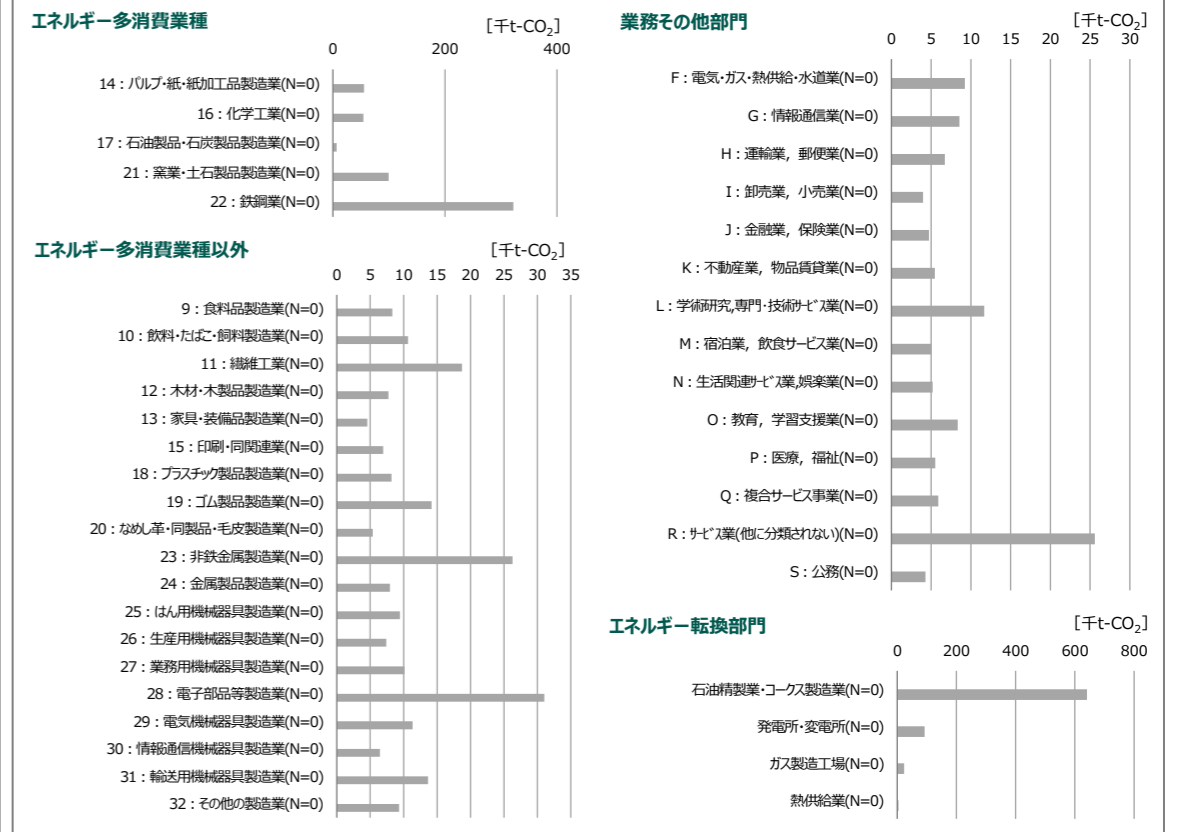 エネルギー多消費業種
[千t-CO2]
0 200 400
14：パルプ・紙・紙加工品製造業(N=0)
16：化学工業(N=0)
17：石油製品・石炭製品製造業(N=0)
21：窯業・土石製品製造業(N=0)
22：鉄鋼業(N=0)
エネルギー多消費業種以外
[千t-CO2]
0 5 10 15 20 25 30 35
9：食料品製造業(N=0)
10：飲料・たばこ・飼料製造業(N=0)
11：繊維工業(N=0)
12：木材・木製品製造業(N=0)
13：家具・装備品製造業(N=0)
15：印刷・同関連業(N=0)
18：プラスチック製品製造業(N=0)
19：ゴム製品製造業(N=0)
20：なめし革・同製品・毛皮製造業(N=0)
23：非鉄金属製造業(N=0)
24：金属製品製造業(N=0)
25：はん用機械器具製造業(N=0)
26：生産用機械器具製造業(N=0)
27：業務用機械器具製造業(N=0)
28：電子部品等製造業(N=0)
29：電気機械器具製造業(N=0)
30：情報通信機械器具製造業(N=0)
31：輸送用機械器具製造業(N=0)
32：その他の製造業(N=0)
業務その他部門
[千t-CO2]
0 5 10 15 20 25 30
F：電気・ガス・熱供給・水道業(N=0)
G：情報通信業(N=0)
H：運輸業，郵便業(N=0)
I：卸売業，小売業(N=0)
J：金融業，保険業(N=0)
K：不動産業，物品賃貸業(N=0)
L：学術研究,専門・技術サービス業(N=0)
M：宿泊業，飲食サービス業(N=0)
N：生活関連サービス業,娯楽業(N=0)
O：教育，学習支援業(N=0)
P：医療，福祉(N=0)
Q：複合サービス事業(N=0)
R：サービス業(他に分類されない)(N=0)
S：公務(N=0)
エネルギー転換部門
[千t-CO2]
0 200 400 600 800
石油精製業・コークス製造業(N=0)
発電所・変電所(N=0)
ガス製造工場(N=0)
熱供給業(N=0)